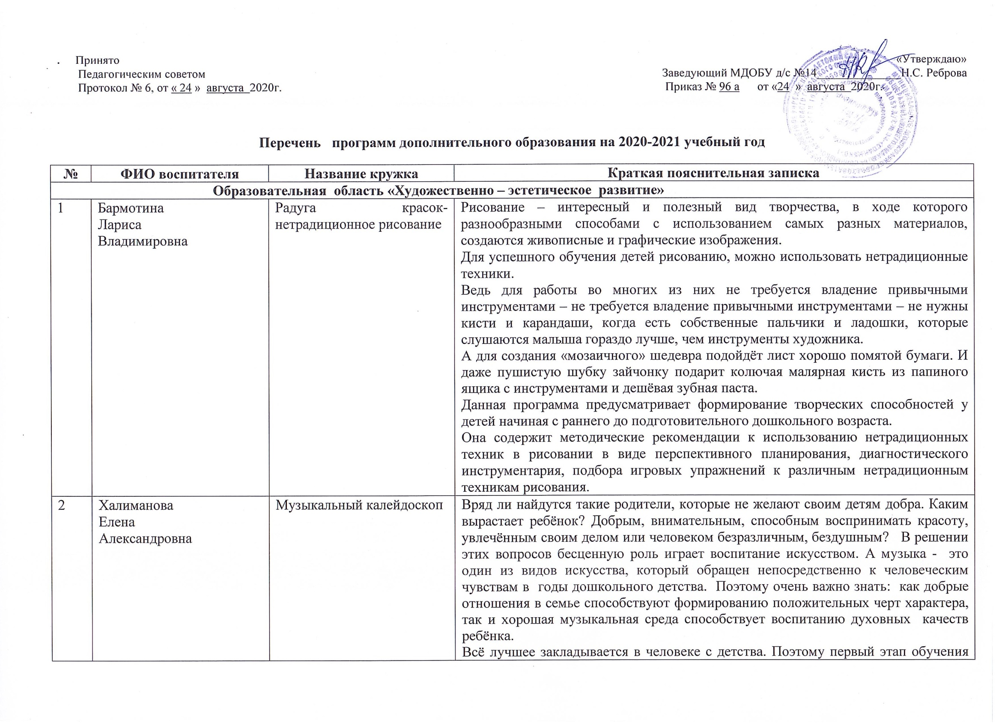 . Принято
Педагогическим советом
Протокол № 6, от « 24 » августа 2020г.
«Утверждаю»
Заведующий МДОБУ д/с №14______________Н.С. Реброва
Приказ № 96 а от «24 » августа 2020г.
Перечень программ дополнительного образования на 2020-2021 учебный год
№ ФИО воспитателя Название кружка Краткая пояснительная записка
Образовательная область «Художественно – эстетическое развитие»
1
Бармотина
Лариса
Владимировна
Радуга красок-
нетрадиционное рисование
Рисование – интересный и полезный вид творчества, в ходе которого
разнообразными способами с использованием самых разных материалов,
создаются живописные и графические изображения.
Для успешного обучения детей рисованию, можно использовать нетрадиционные
техники.
Ведь для работы во многих из них не требуется владение привычными
инструментами – не требуется владение привычными инструментами – не нужны
кисти и карандаши, когда есть собственные пальчики и ладошки, которые
слушаются малыша гораздо лучше, чем инструменты художника.
А для создания «мозаичного» шедевра подойдёт лист хорошо помятой бумаги. И
даже пушистую шубку зайчонку подарит колючая малярная кисть из папиного
ящика с инструментами и дешёвая зубная паста.
Данная программа предусматривает формирование творческих способностей у
детей начиная с раннего до подготовительного дошкольного возраста.
Она содержит методические рекомендации к использованию нетрадиционных
техник в рисовании в виде перспективного планирования, диагностического
инструментария, подбора игровых упражнений к различным нетрадиционным
техникам рисования.
2
Халиманова
Елена
Александровна
Музыкальный калейдоскоп
Вряд ли найдутся такие родители, которые не желают своим детям добра. Каким
вырастает ребёнок? Добрым, внимательным, способным воспринимать красоту,
увлечённым своим делом или человеком безразличным, бездушным? В решении
этих вопросов бесценную роль играет воспитание искусством. А музыка - это
один из видов искусства, который обращен непосредственно к человеческим
чувствам в годы дошкольного детства. Поэтому очень важно знать: как добрые
отношения в семье способствуют формированию положительных черт характера,
так и хорошая музыкальная среда способствует воспитанию духовных качеств
ребёнка.
Всё лучшее закладывается в человеке с детства. Поэтому первый этап обучения